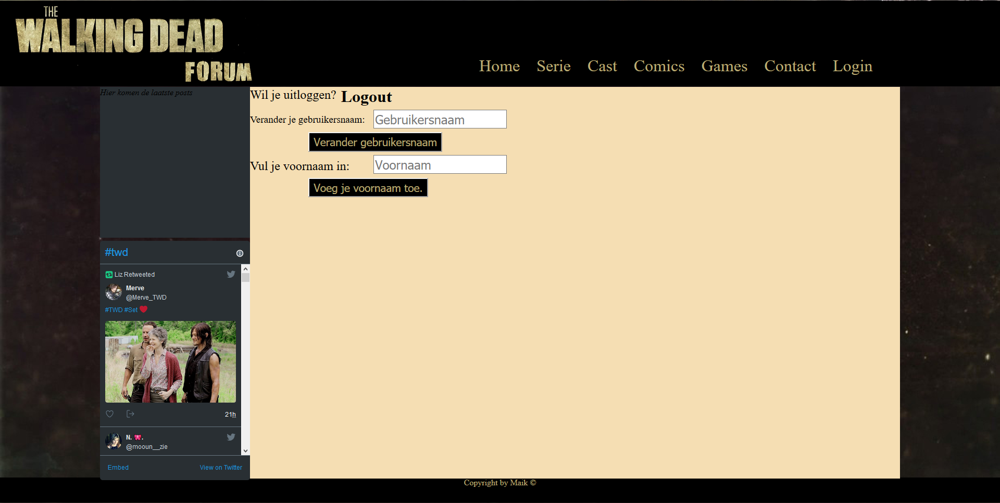 THE
WALKING DEAD
FORUM
Home Serie Cast Comics Games Contact Login
Hier komen de laatste posts
Wil je uitloggen? Logout
Verander je gebruikersnaam: Gebruikersnaam
Verander gebruikersnaam
Vul je voornaam in: Voornaam
Voeg je voornaam toe.
#twd
Liz Retweeted
Merve
@Merve_TWD
#TWD #Set ❤
21h
N. 🎀.
@mooun__zie
Embed View on Twitter
Copyright by Maik ©